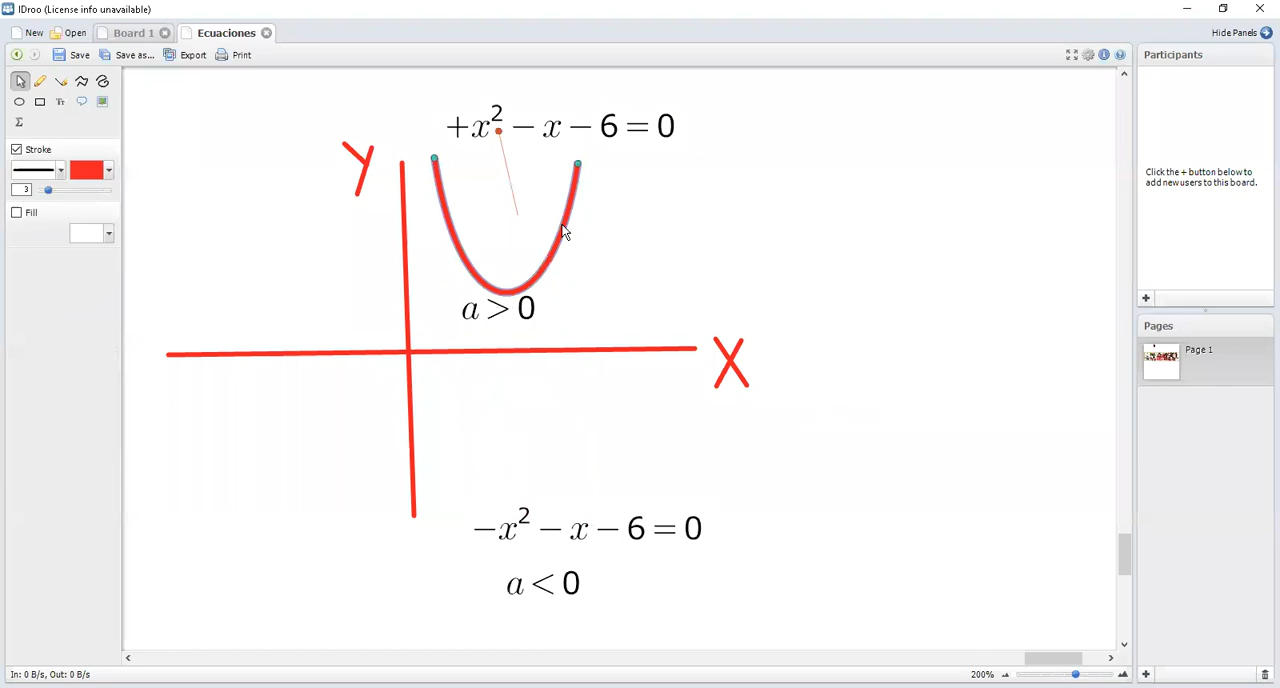 IDroo (License info unavailable)
New Open Board 1 Ecuaciones Hide Panels
Save Save as... Export Print
Participants
Click the + button below to
add new users to this board.
Tr
Σ
Stroke
3
Fill
+x² − x − 6 = 0
Y
a > 0
X
−x² − x − 6 = 0
a < 0
Pages
Page 1
In: 0 B/s, Out: 0 B/s
200%